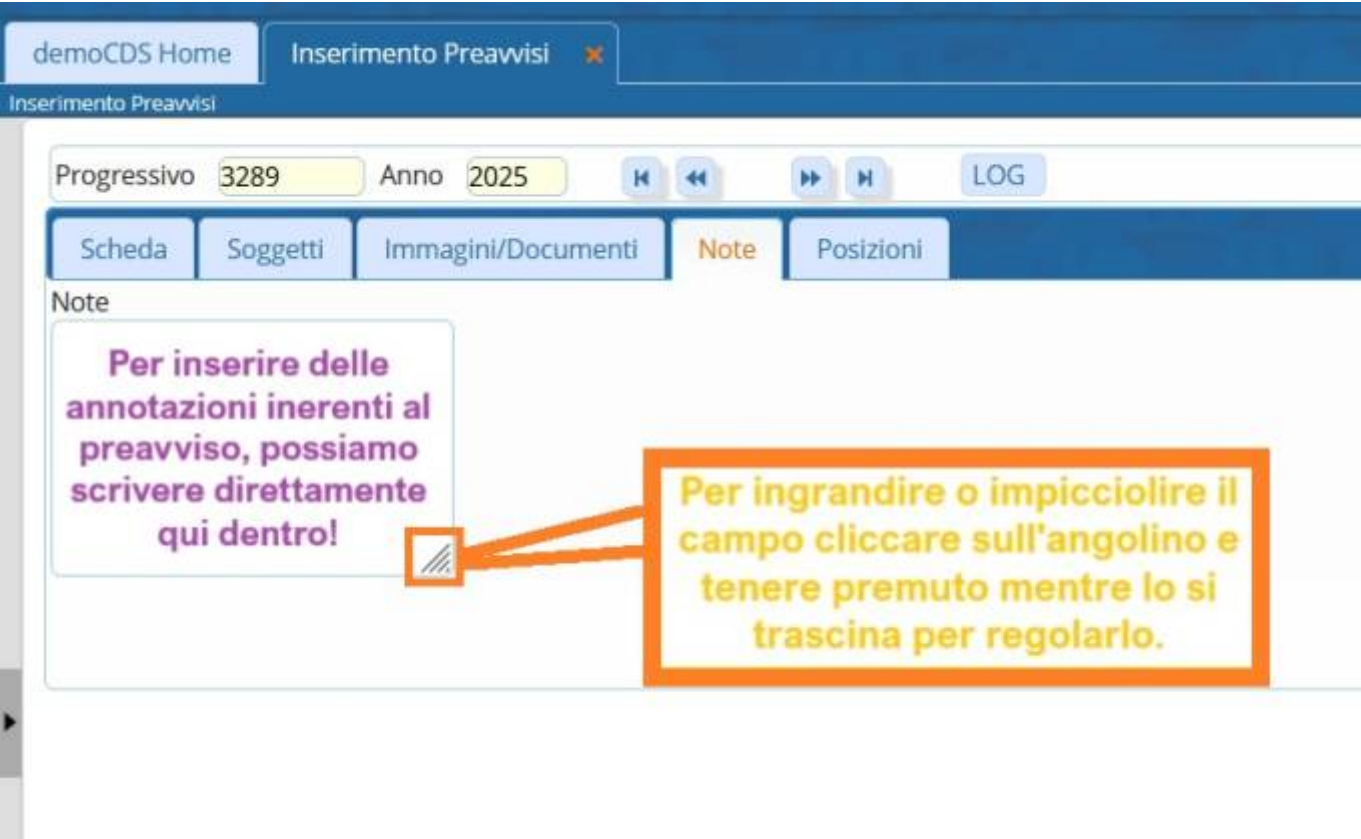 demoCDS Home
Inserimento Preavvisi
Inserimento Preavvisi
Progressivo 3289 Anno 2025 LOG
Scheda Soggetti Immagini/Documenti Note Posizioni
Note
Per inserire delle
annotazioni inerenti al
preavviso, possiamo
scrivere direttamente
qui dentro!
Per ingrandire o impicciolire il
campo cliccare sull'angolino e
tenere premuto mentre lo si
trascina per regolarlo.